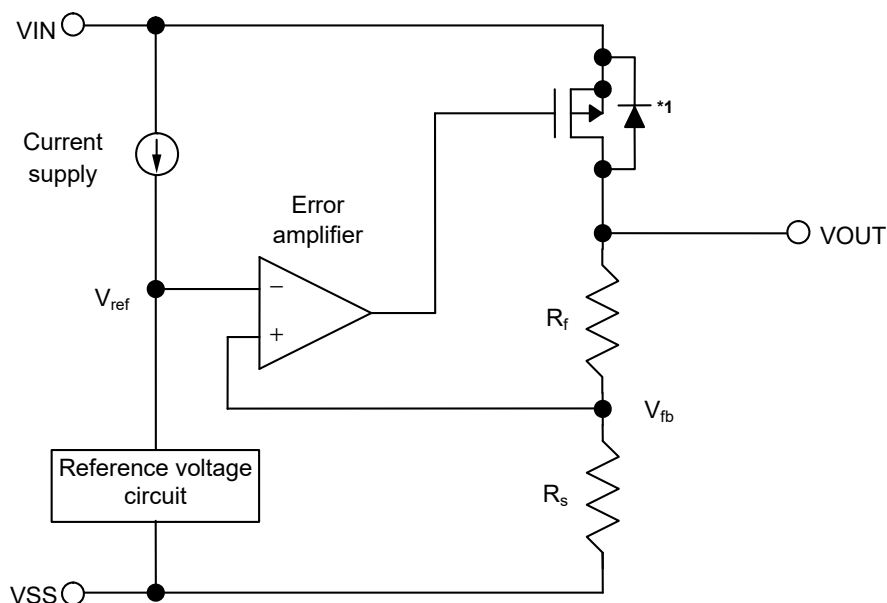 VIN
*1
Current
supply
Error
amplifier
VOUT
Vref
−
+
Rf
Vfb
Reference voltage
circuit
Rs
VSS